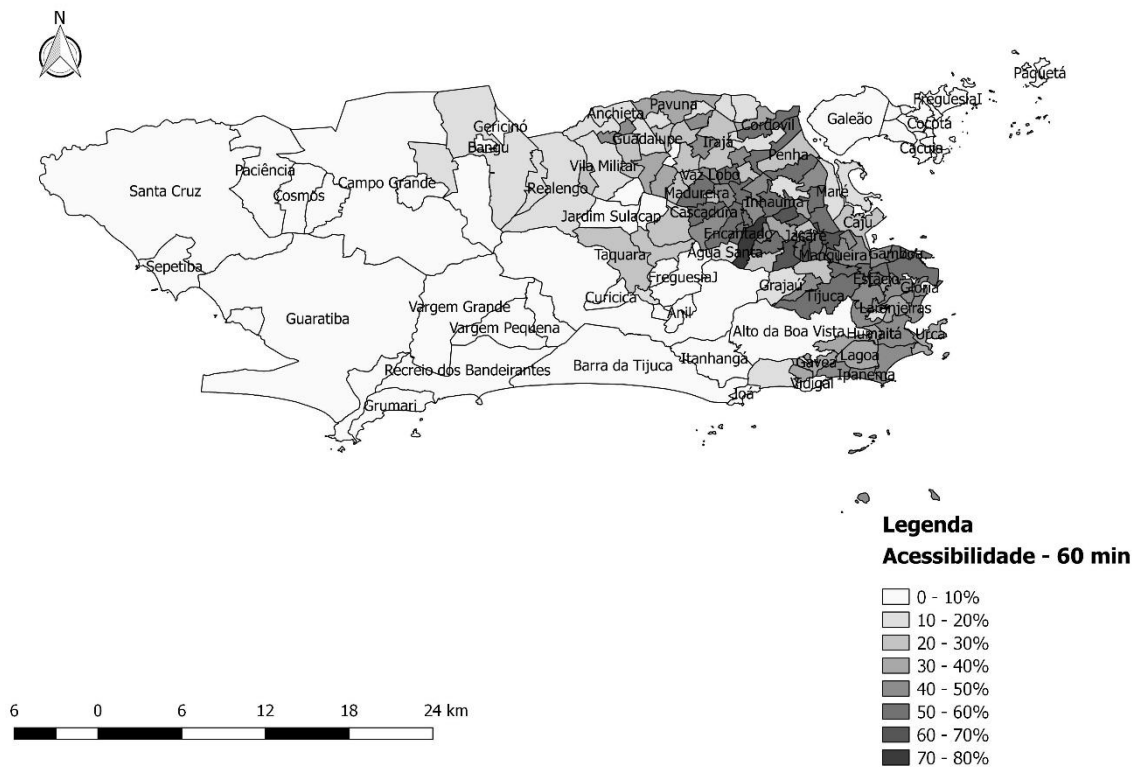 N
Paquetá
FreguesiaI
Cocotá
Cacuia
Galeão
Pavuna
Anchieta
Cordovil
Gericinó
Guadalupe
Irajá
Bangu
Penha
Vila Militar
Vaz Lobo
Paciência
Campo Grande
Realengo
Madureira
Maré
Santa Cruz
Cosmos
Inhaúma
Jardim Sulacap
Cascadura
Caju
Encantado
Jacaré
Taquara
Água Santa
Mangueira
Gamboa
Sepetiba
FreguesiaJ
Grajaú
Estácio
Glória
Curicica
Tijuca
Vargem Grande
Anil
Laranjeiras
Guaratiba
Vargem Pequena
Alto da Boa Vista
Humaitá
Urca
Itanhangá
Lagoa
Barra da Tijuca
Gávea
Recreio dos Bandeirantes
Ipanema
Vidigal
Joá
Grumari
Legenda
Acessibilidade - 60 min
0 - 10%
10 - 20%
20 - 30%
30 - 40%
40 - 50%
50 - 60%
60 - 70%
70 - 80%
6 0 6 12 18 24 km